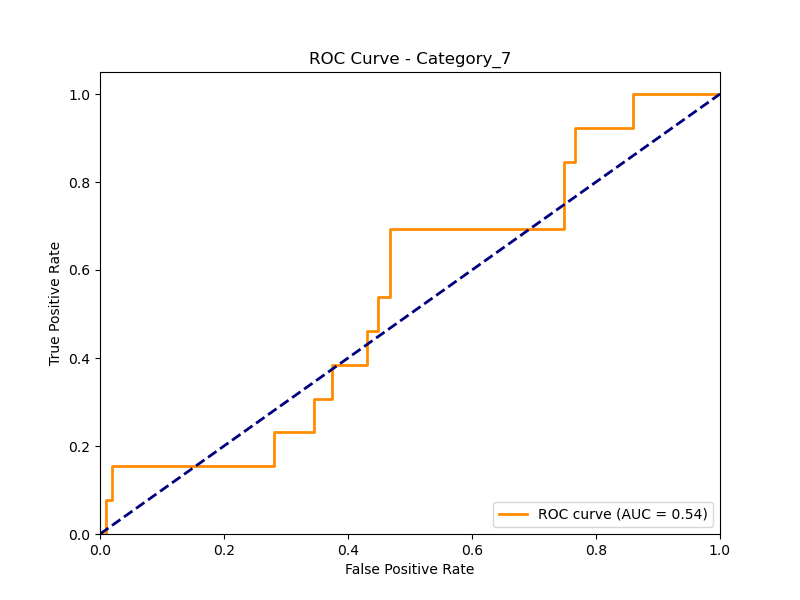 ROC Curve - Category_7
True Positive Rate
1.0
0.8
0.6
0.4
0.2
0.0
0.0 0.2 0.4 0.6 0.8 1.0
False Positive Rate
ROC curve (AUC = 0.54)